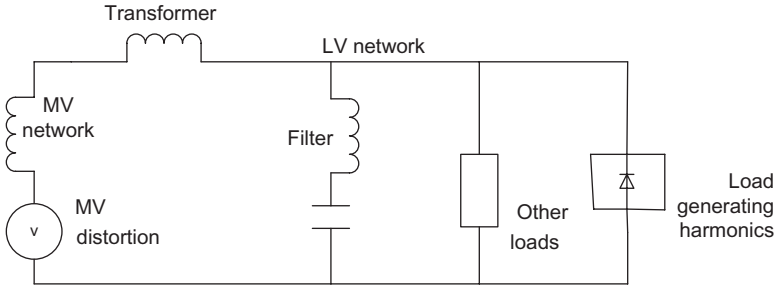 Transformer
LV network
MV
network
Filter
MV
distortion
v
Other
loads
Load
generating
harmonics